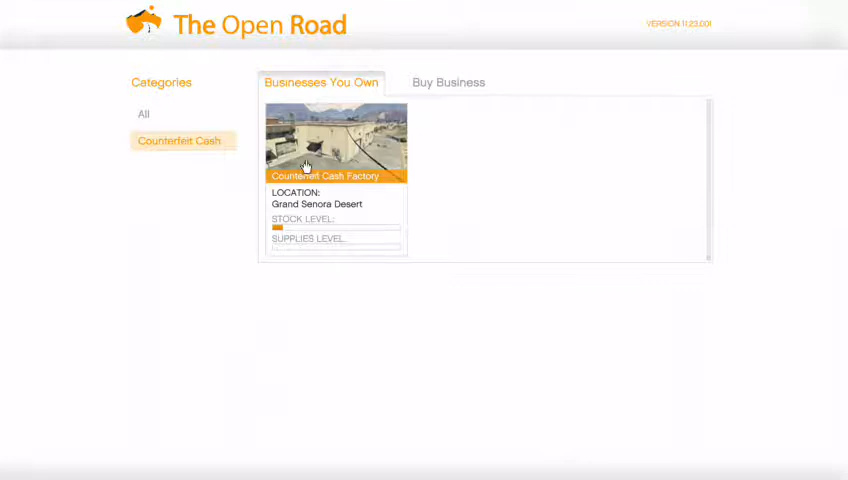 The Open Road
VERSION 1.1.23.001
Categories
Businesses You Own
Buy Business
All
Counterfeit Cash
Counterfeit Cash Factory
LOCATION:
Grand Senora Desert
STOCK LEVEL:
SUPPLIES LEVEL: